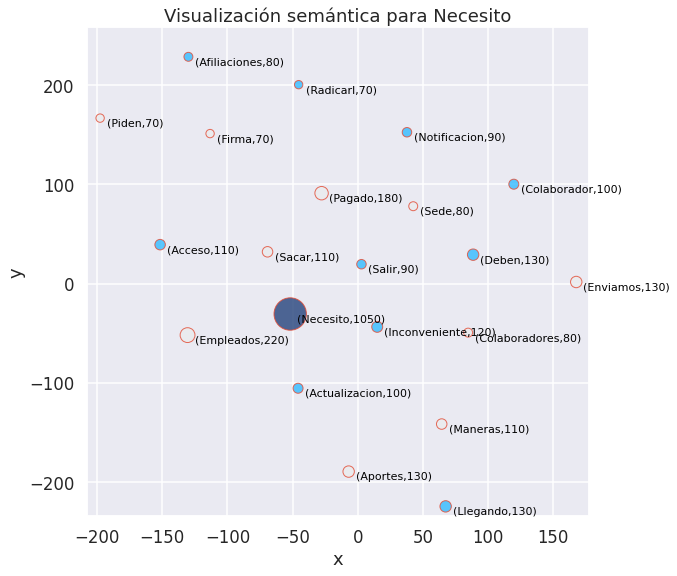 Visualización semántica para Necesito
(Afiliaciones,80)
(Radicarl,70)
(Piden,70)
(Firma,70)
(Notificacion,90)
(Pagado,180)
(Colaborador,100)
(Sede,80)
(Acceso,110)
(Sacar,110)
(Salir,90)
(Deben,130)
(Enviamos,130)
(Necesito,1050)
(Empleados,220)
(Inconveniente,120)
(Colaboradores,80)
(Actualizacion,100)
(Maneras,110)
(Aportes,130)
(Llegando,130)
200
100
0
−100
−200
y
−200 −150 −100 −50 0 50 100 150
x